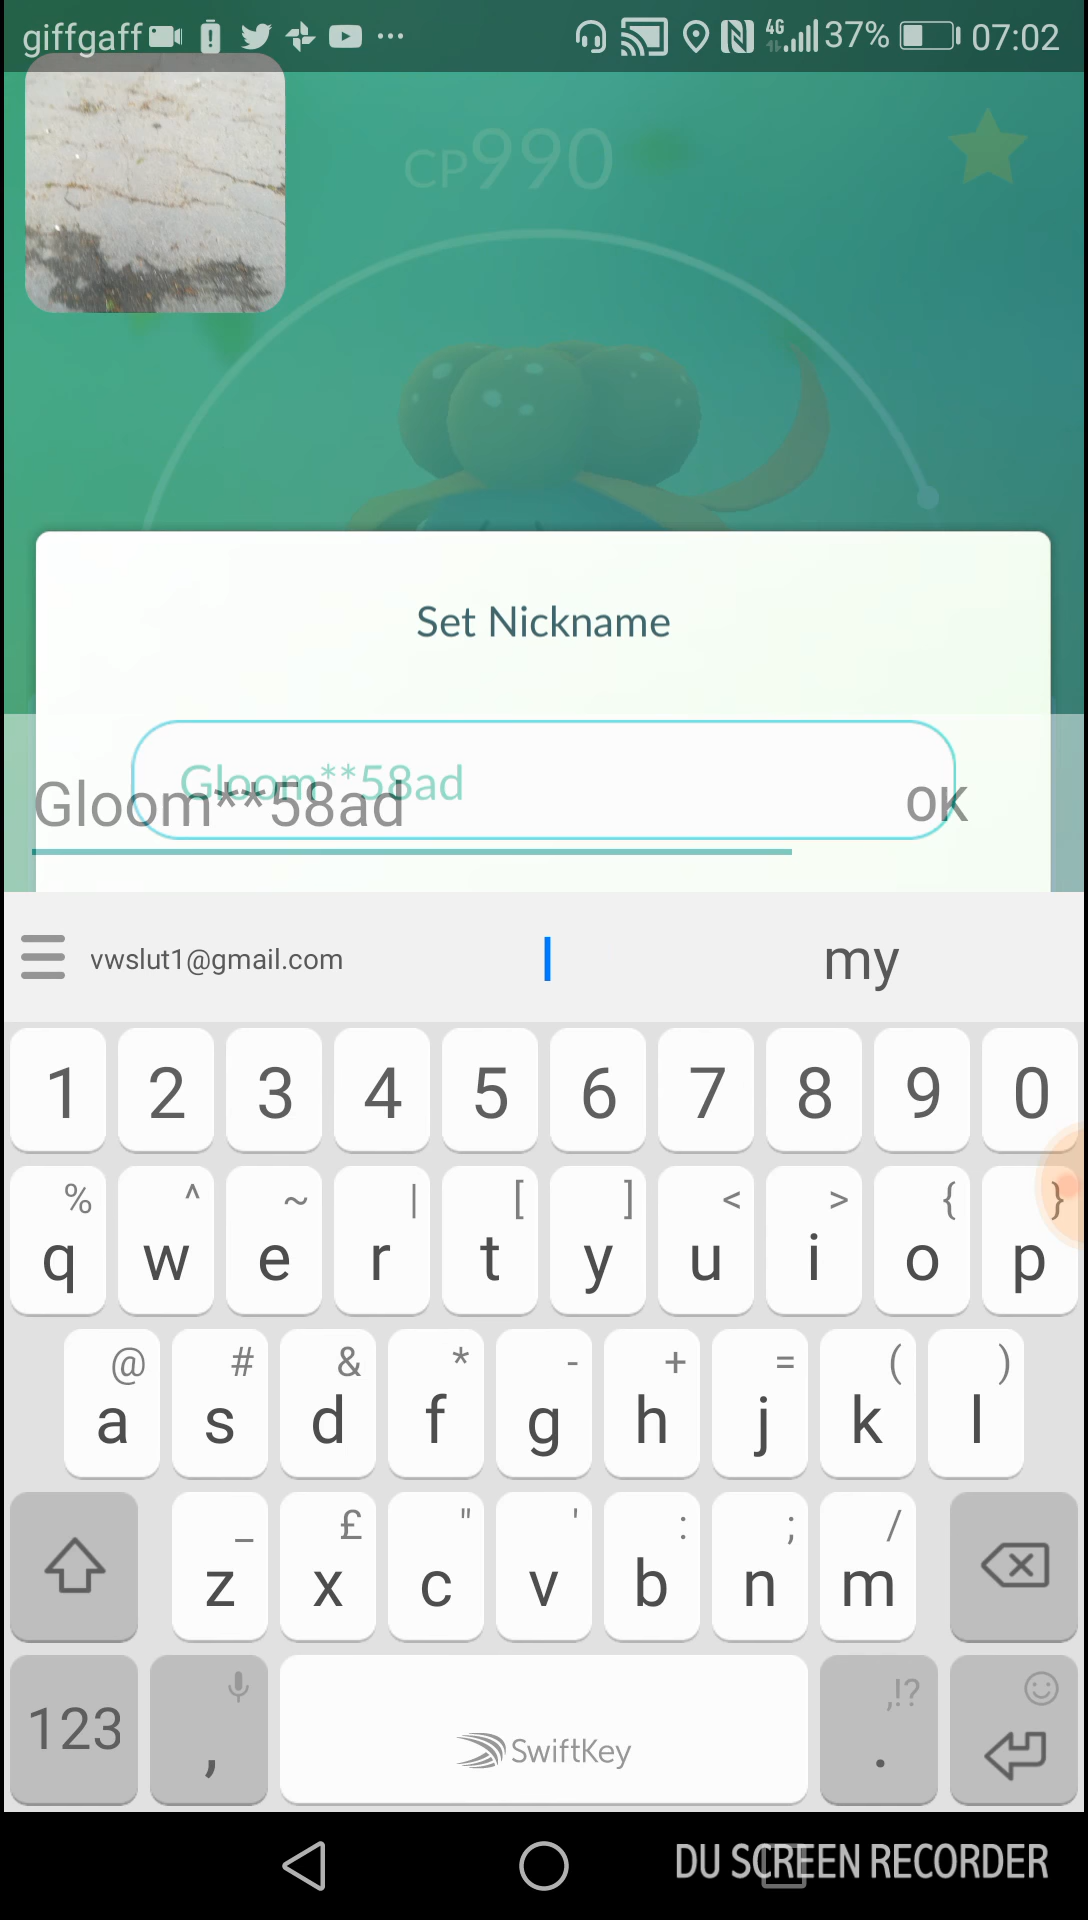 giffgaff 4G 37% 07:02
CP990
Set Nickname
Gloom**58ad
Gloom**58ad OK
vwslut1@gmail.com I my
1 2 3 4 5 6 7 8 9 0
% ^ ~ | [ ] < > { }
q w e r t y u i o p
@ # & * - + = ( )
a s d f g h j k l
_ £ " ' : ; /
z x c v b n m
,!?
123 , SwiftKey .
DU SCREEN RECORDER